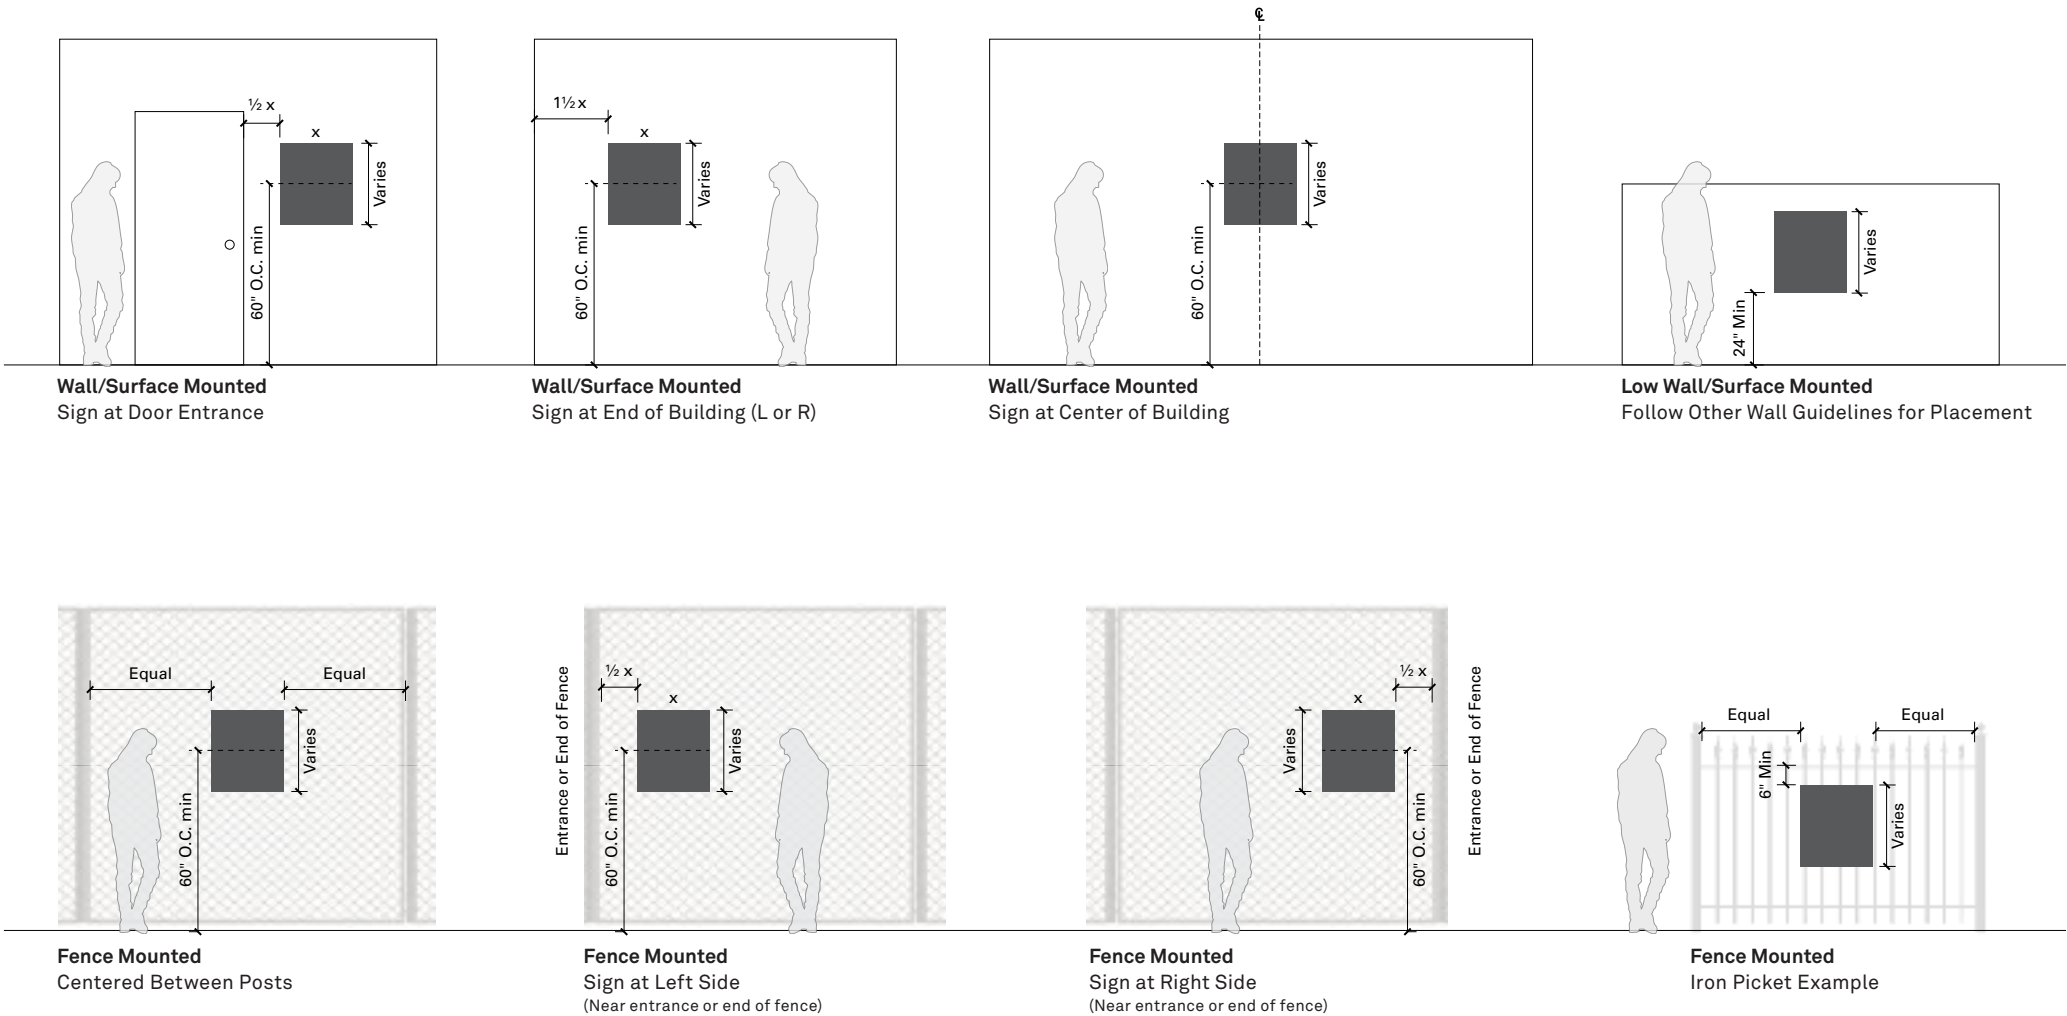 ½ x
x
Varies
60" O.C. min
Wall/Surface Mounted
Sign at Door Entrance
1½ x
x
Varies
60" O.C. min
Wall/Surface Mounted
Sign at End of Building (L or R)
℄
Varies
60" O.C. min
Wall/Surface Mounted
Sign at Center of Building
Varies
24" Min
Low Wall/Surface Mounted
Follow Other Wall Guidelines for Placement
Equal
Equal
Varies
60" O.C. min
Fence Mounted
Centered Between Posts
Entrance or End of Fence
½ x
x
Varies
60" O.C. min
Fence Mounted
Sign at Left Side
(Near entrance or end of fence)
½ x
x
Varies
60" O.C. min
Entrance or End of Fence
Fence Mounted
Sign at Right Side
(Near entrance or end of fence)
Equal
Equal
6" Min
Varies
Fence Mounted
Iron Picket Example